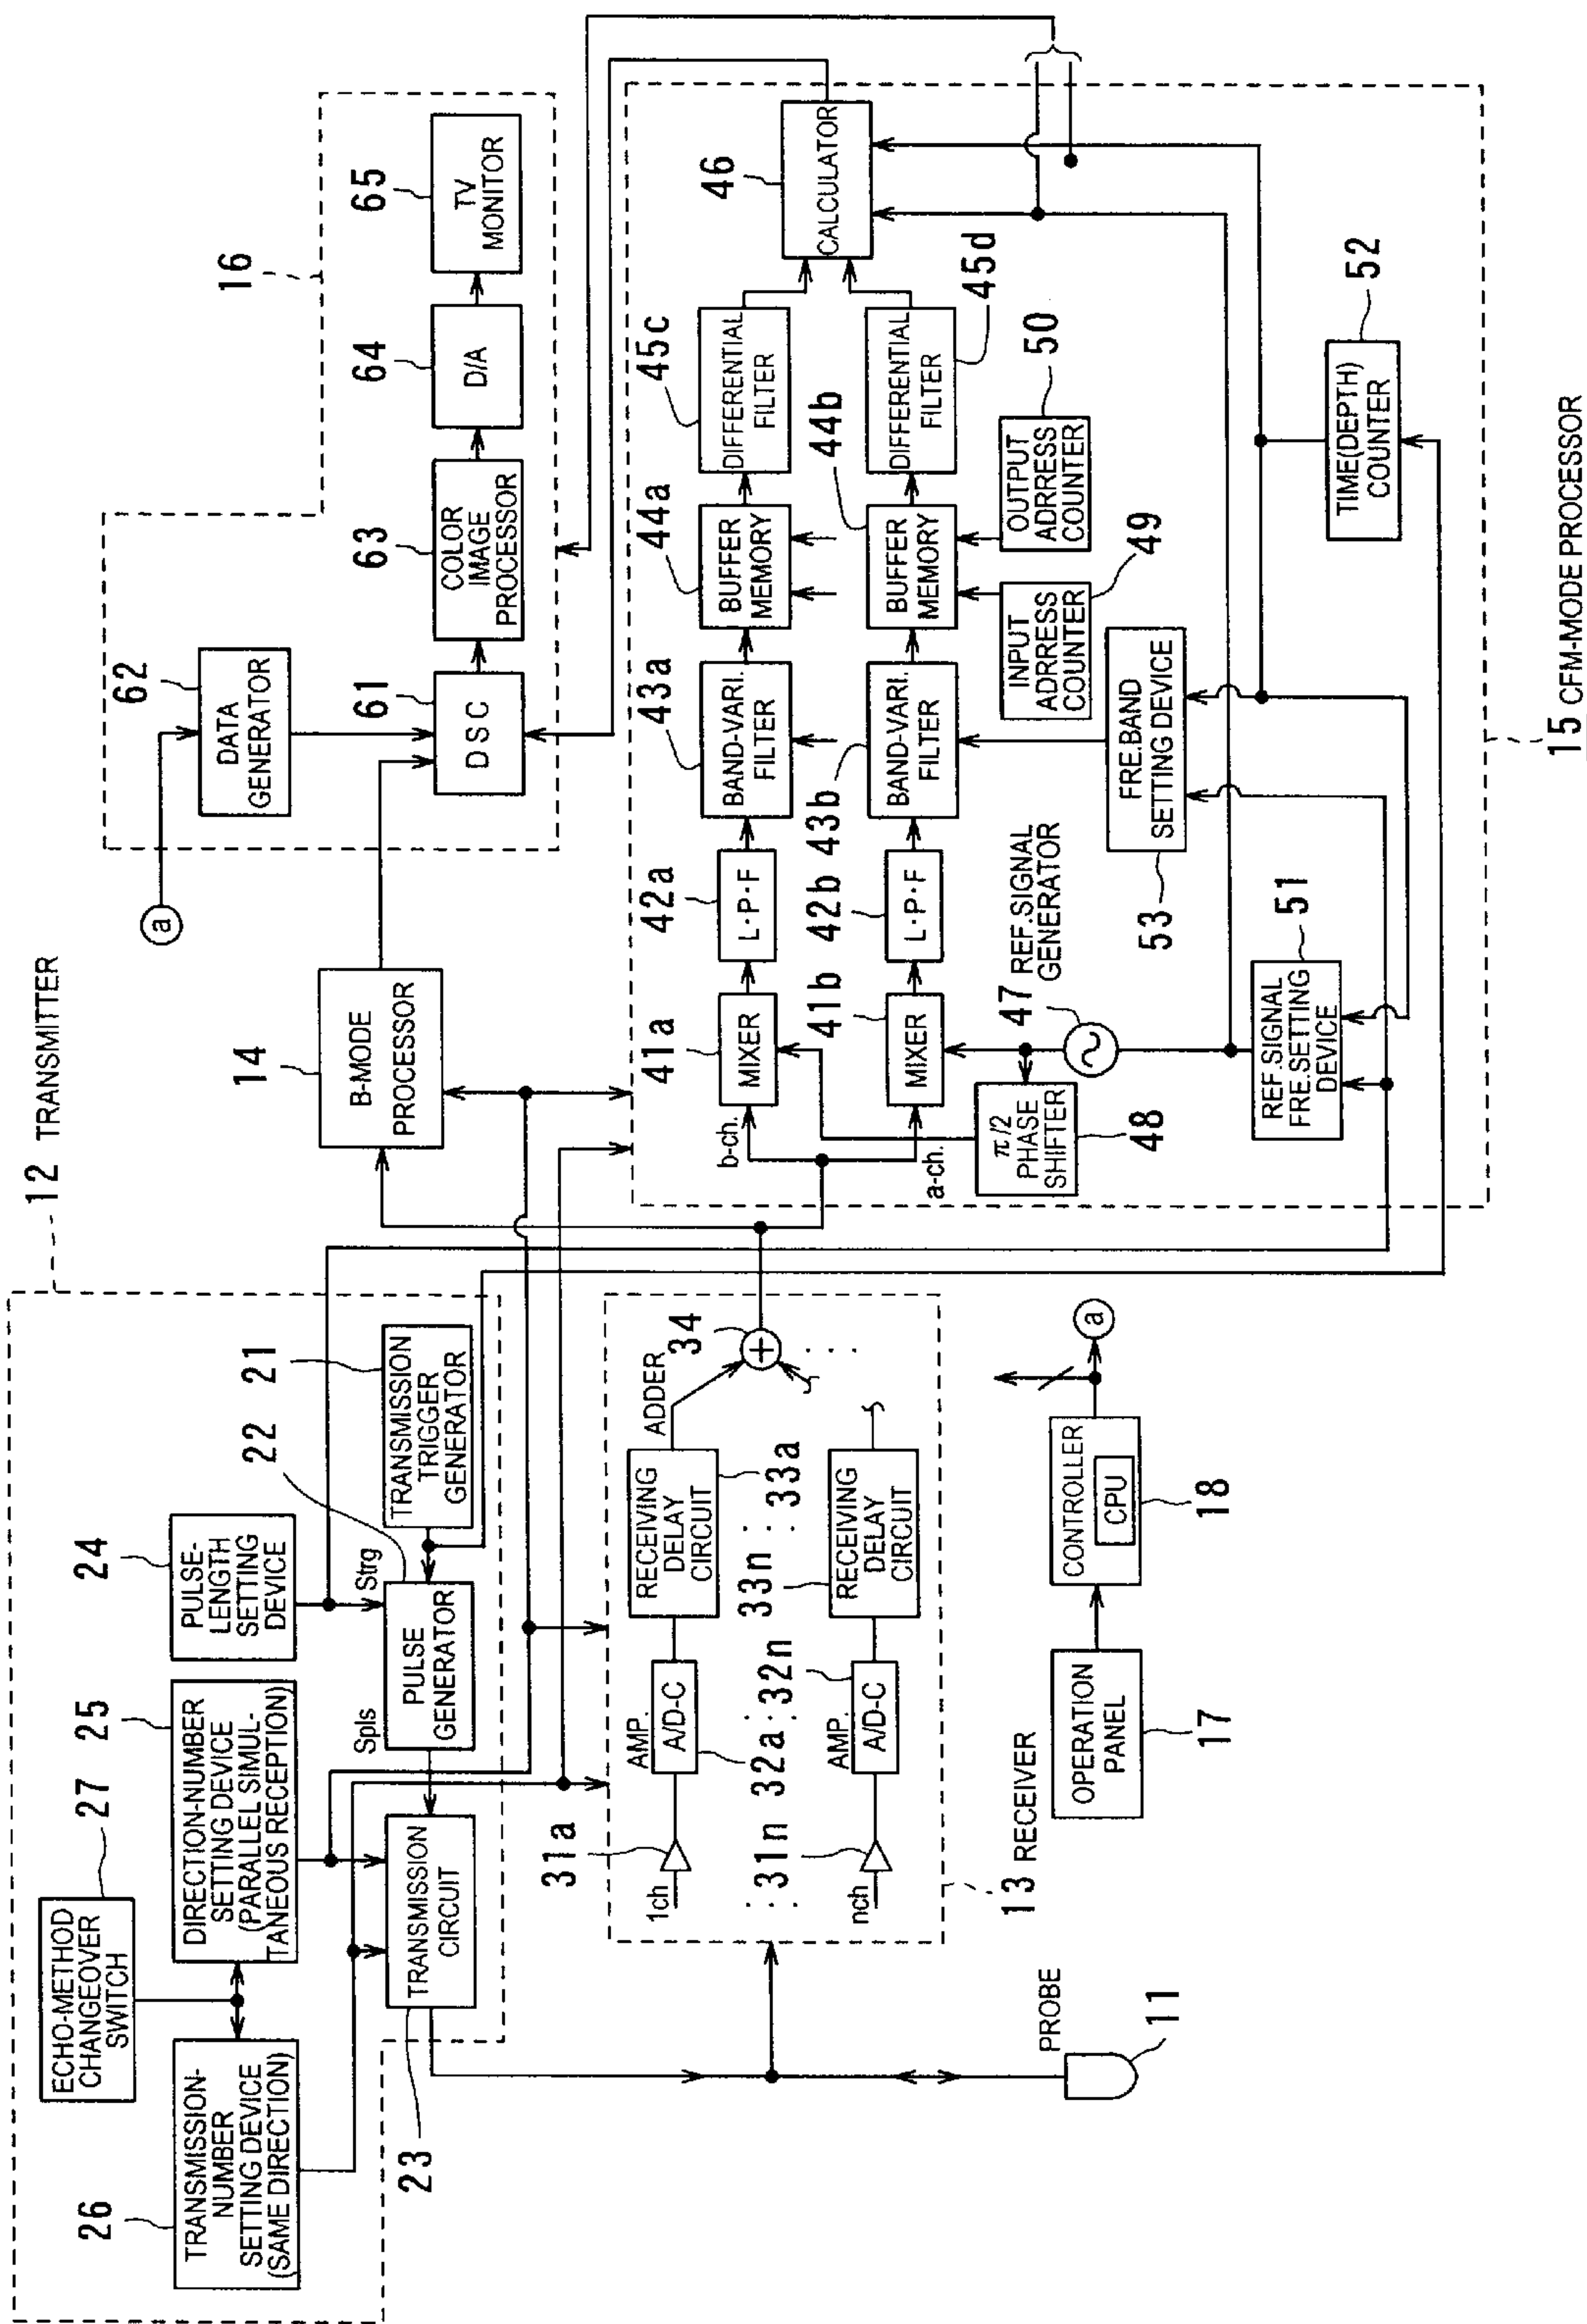 12 TRANSMITTER
27
ECHO-METHOD
CHANGEOVER
SWITCH
26
TRANSMISSION-
NUMBER
SETTING DEVICE
(SAME DIRECTION)
25
DIRECTION-NUMBER
SETTING DEVICE
(PARALLEL SIMUL-
TANEOUS RECEPTION)
24
PULSE-
LENGTH
SETTING
DEVICE
23
TRANSMISSION
CIRCUIT
Spls
22
PULSE
GENERATOR
Strg
21
TRANSMISSION
TRIGGER
GENERATOR
PROBE
11
13 RECEIVER
1ch
31a
AMP.
A/D-C
32a
RECEIVING
DELAY
CIRCUIT
33a
ADDER
34
nch
31n
AMP.
A/D-C
32n
RECEIVING
DELAY
CIRCUIT
33n
OPERATION
PANEL
17
CONTROLLER
CPU
18
a
14
B-MODE
PROCESSOR
a
16
62
DATA
GENERATOR
61
DSC
63
COLOR
IMAGE
PROCESSOR
64
D/A
65
TV
MONITOR
b-ch.
41a
MIXER
42a
L·P·F
43a
BAND-VARI.
FILTER
44a
BUFFER
MEMORY
45c
DIFFERENTIAL
FILTER
46
CALCULATOR
a-ch.
41b
MIXER
42b
L·P·F
43b
BAND-VARI.
FILTER
44b
BUFFER
MEMORY
45d
DIFFERENTIAL
FILTER
π/2
PHASE
SHIFTER
48
47 REF.SIGNAL
GENERATOR
INPUT
ADRRESS
COUNTER
49
OUTPUT
ADRRESS
COUNTER
50
51
REF.SIGNAL
FRE.SETTING
DEVICE
53
FRE.BAND
SETTING DEVICE
52
TIME(DEPTH)
COUNTER
15 CFM-MODE PROCESSOR